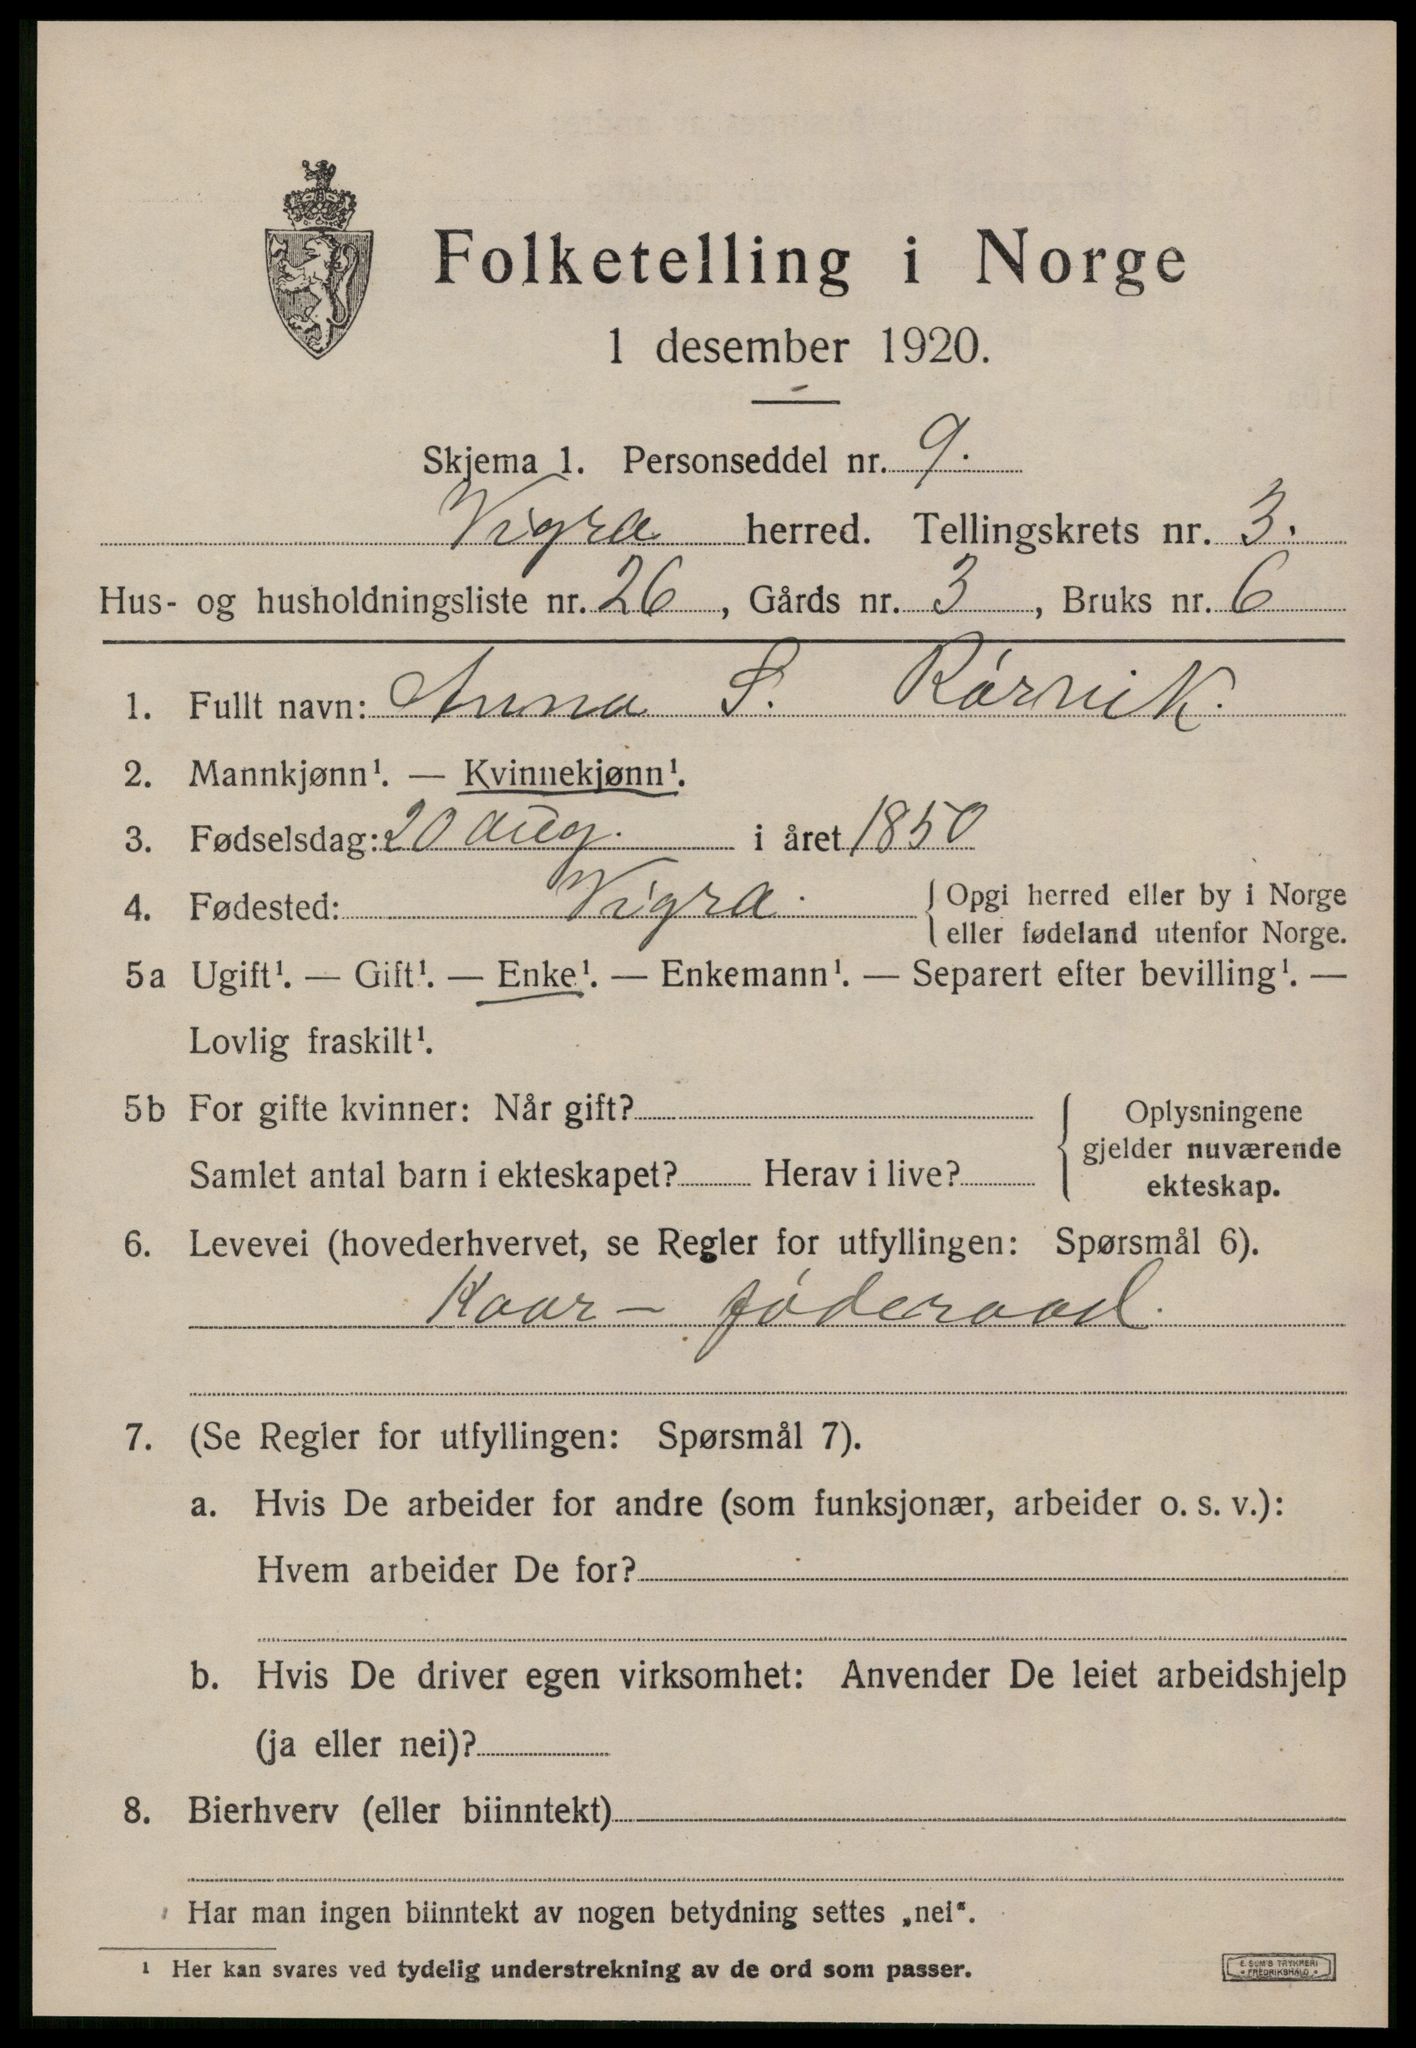 Folketelling i Norge
1 desember 1920.
Skjema 1. Personseddel nr. 9.
Vigra herred. Tellingskrets nr. 3.
Hus- og husholdningsliste nr. 26, Gårds nr. 3, Bruks nr. 6
1. Fullt navn: Anna S. Rørvik.
2. Mannkjønn¹. — Kvinnekjønn¹.
3. Fødselsdag: 20 aug. i året 1850
4. Fødested: Vigra. { Opgi herred eller by i Norge
eller fødeland utenfor Norge.
5a Ugift¹. — Gift¹. — Enke¹. — Enkemann¹. — Separert efter bevilling¹. —
Lovlig fraskilt¹.
5b For gifte kvinner: Når gift?
Samlet antal barn i ekteskapet? Herav i live?
{ Oplysningene
gjelder nuværende
ekteskap.
6. Levevei (hovederhvervet, se Regler for utfyllingen: Spørsmål 6).
Kaar - føderaad.
7. (Se Regler for utfyllingen: Spørsmål 7).
a. Hvis De arbeider for andre (som funksjonær, arbeider o. s. v.):
Hvem arbeider De for?
b. Hvis De driver egen virksomhet: Anvender De leiet arbeidshjelp
(ja eller nei)?
8. Bierhverv (eller biinntekt)
Har man ingen biinntekt av nogen betydning settes „nei“.
¹ Her kan svares ved tydelig understrekning av de ord som passer.
E. SEM'S TRYKKERI
• FREDRIKSHALD •